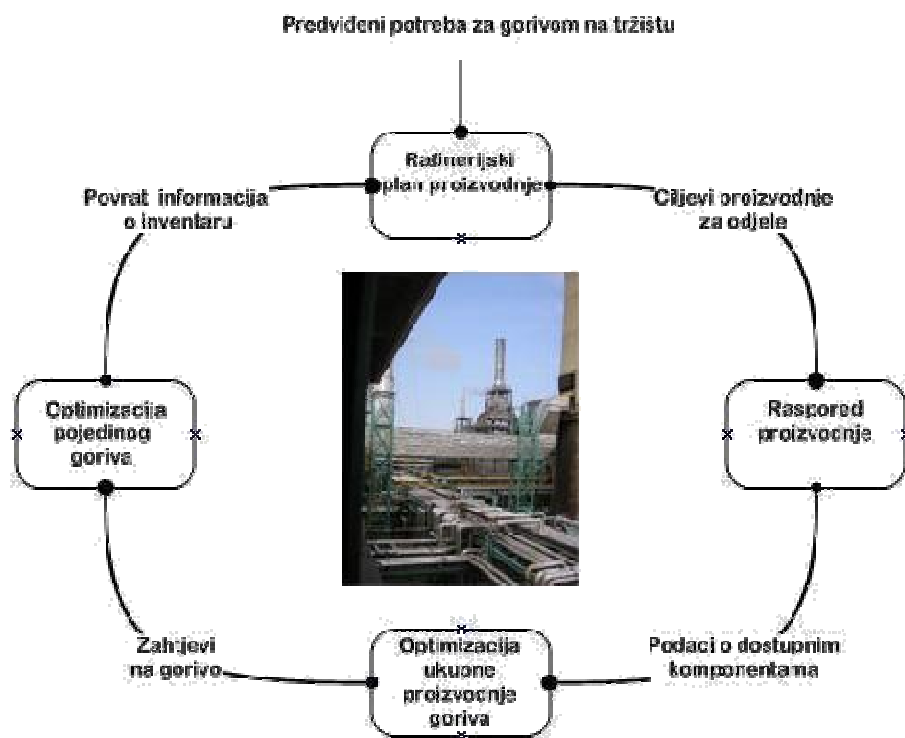 Predviđeni potreba za gorivom na tržištu
Rafinerijski
plan proizvodnje
Povrat informacija
o inventaru
Ciljevi proizvodnje
za odjele
Optimizacija
pojedinog
goriva
Raspored
proizvodnje
Zahtjevi
na gorivo
Optimizacija
ukupne
proizvodnje
goriva
Podaci o dostupnim
komponentama